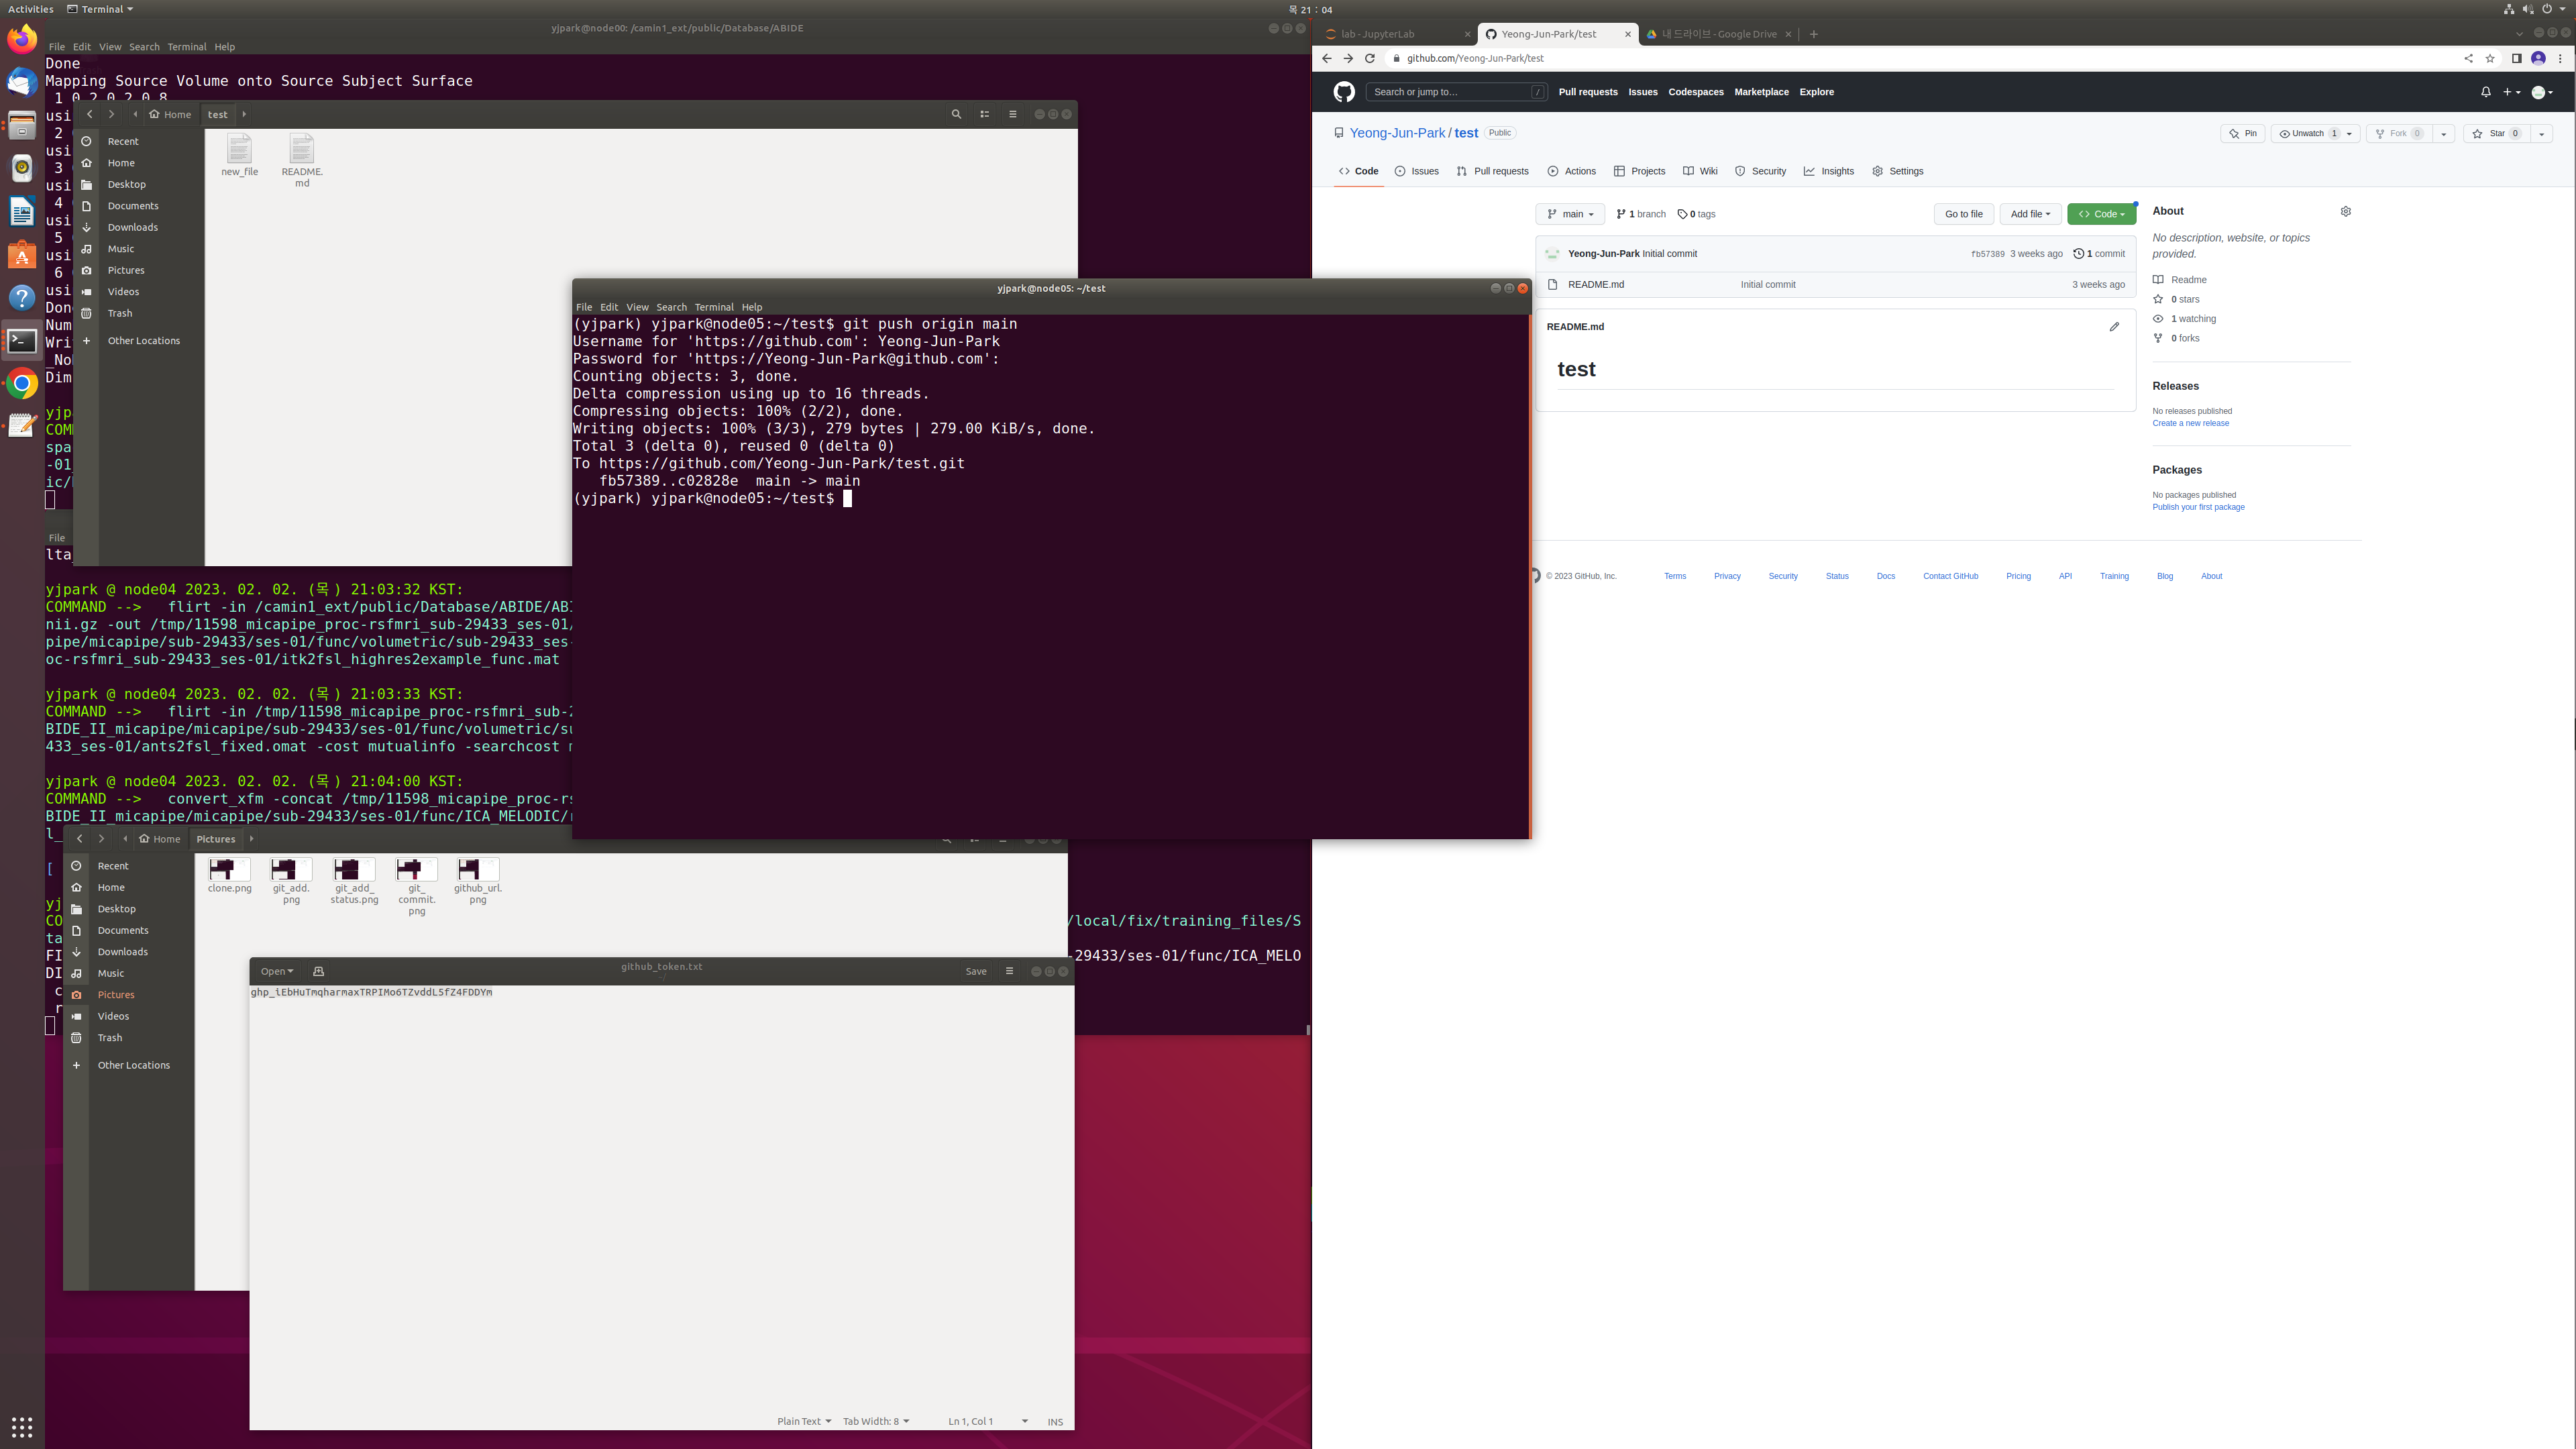 Activities
Terminal
목 21 : 04
yjpark@node00: /camin1_ext/public/Database/ABIDE
File Edit View Search Terminal Help
Done
Mapping Source Volume onto Source Subject Surface
usi
2
usi
3
usi
4
usi
5
usi
6
usi
Done
Num
Writ
Dim
Home
test
Recent
Home
Desktop
Documents
Downloads
Music
Pictures
Videos
Trash
Other Locations
new_file
README.
md
yjpark@node05: ~/test
File Edit View Search Terminal Help
(yjpark) yjpark@node05:~/test$ git push origin main
Username for 'https://github.com': Yeong-Jun-Park
Password for 'https://Yeong-Jun-Park@github.com':
Counting objects: 3, done.
Delta compression using up to 16 threads.
Compressing objects: 100% (2/2), done.
Writing objects: 100% (3/3), 279 bytes | 279.00 KiB/s, done.
Total 3 (delta 0), reused 0 (delta 0)
To https://github.com/Yeong-Jun-Park/test.git
fb57389..c02828e  main -> main
(yjpark) yjpark@node05:~/test$
File
yjpark @ node04 2023. 02. 02. (목) 21:03:32 KST:
COMMAND -->   flirt -in /camin1_ext/public/Database/ABIDE/ABI
nii.gz -out /tmp/11598_micapipe_proc-rsfmri_sub-29433_ses-01/
pipe/micapipe/sub-29433/ses-01/func/volumetric/sub-29433_ses-
oc-rsfmri_sub-29433_ses-01/itk2fsl_highres2example_func.mat
yjpark @ node04 2023. 02. 02. (목) 21:03:33 KST:
COMMAND -->   flirt -in /tmp/11598_micapipe_proc-rsfmri_sub-2
BIDE_II_micapipe/micapipe/sub-29433/ses-01/func/volumetric/su
433_ses-01/ants2fsl_fixed.omat -cost mutualinfo -searchcost m
yjpark @ node04 2023. 02. 02. (목) 21:04:00 KST:
COMMAND -->   convert_xfm -concat /tmp/11598_micapipe_proc-rs
BIDE_II_micapipe/micapipe/sub-29433/ses-01/func/ICA_MELODIC/r
/local/fix/training_files/S
-29433/ses-01/func/ICA_MELO
Home
Pictures
Recent
Home
Desktop
Documents
Downloads
Music
Pictures
Videos
Trash
Other Locations
clone.png
git_add.
png
git_add_
status.png
git_
commit.
png
github_url.
png
Open
github_token.txt
Save
Plain Text
Tab Width: 8
Ln 1, Col 1
INS
lab - JupyterLab
Yeong-Jun-Park/test
내 드라이브 - Google Drive
github.com/Yeong-Jun-Park/test
Search or jump to…
/
Pull requests
Issues
Codespaces
Marketplace
Explore
Yeong-Jun-Park / test
Public
Pin
Unwatch 1
Fork 0
Star 0
Code
Issues
Pull requests
Actions
Projects
Wiki
Security
Insights
Settings
main
1 branch
0 tags
Go to file
Add file
Code
Yeong-Jun-Park Initial commit
fb57389 3 weeks ago
1 commit
README.md
Initial commit
3 weeks ago
README.md
test
About
No description, website, or topics
provided.
Readme
0 stars
1 watching
0 forks
Releases
No releases published
Create a new release
Packages
No packages published
Publish your first package
© 2023 GitHub, Inc.
Terms
Privacy
Security
Status
Docs
Contact GitHub
Pricing
API
Training
Blog
About